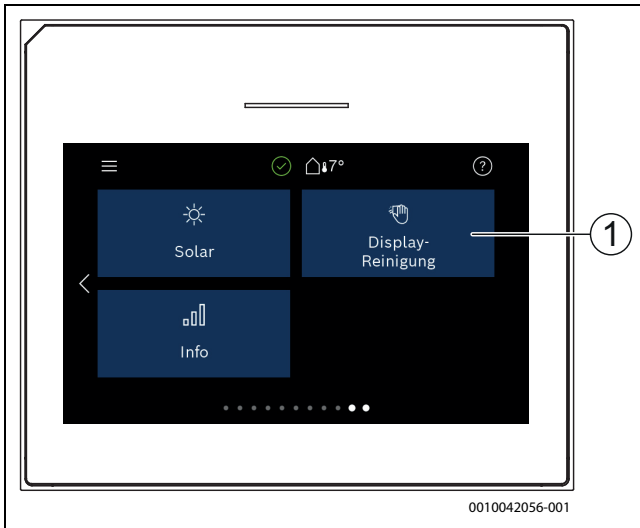 7°
?
Solar
Display-
Reinigung
1
Info
0010042056-001